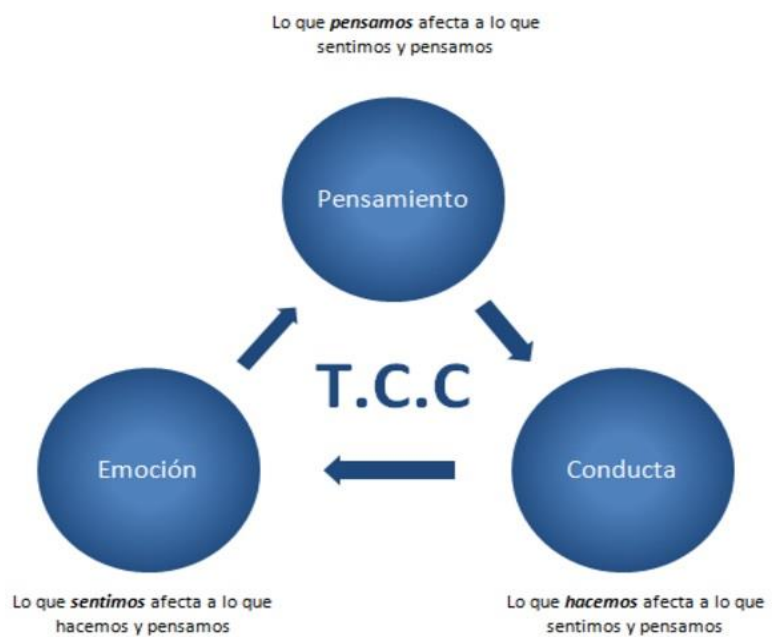 Lo que pensamos afecta a lo que
sentimos y pensamos
Pensamiento
T.C.C
Emoción
Conducta
Lo que sentimos afecta a lo que
hacemos y pensamos
Lo que hacemos afecta a lo que
sentimos y pensamos